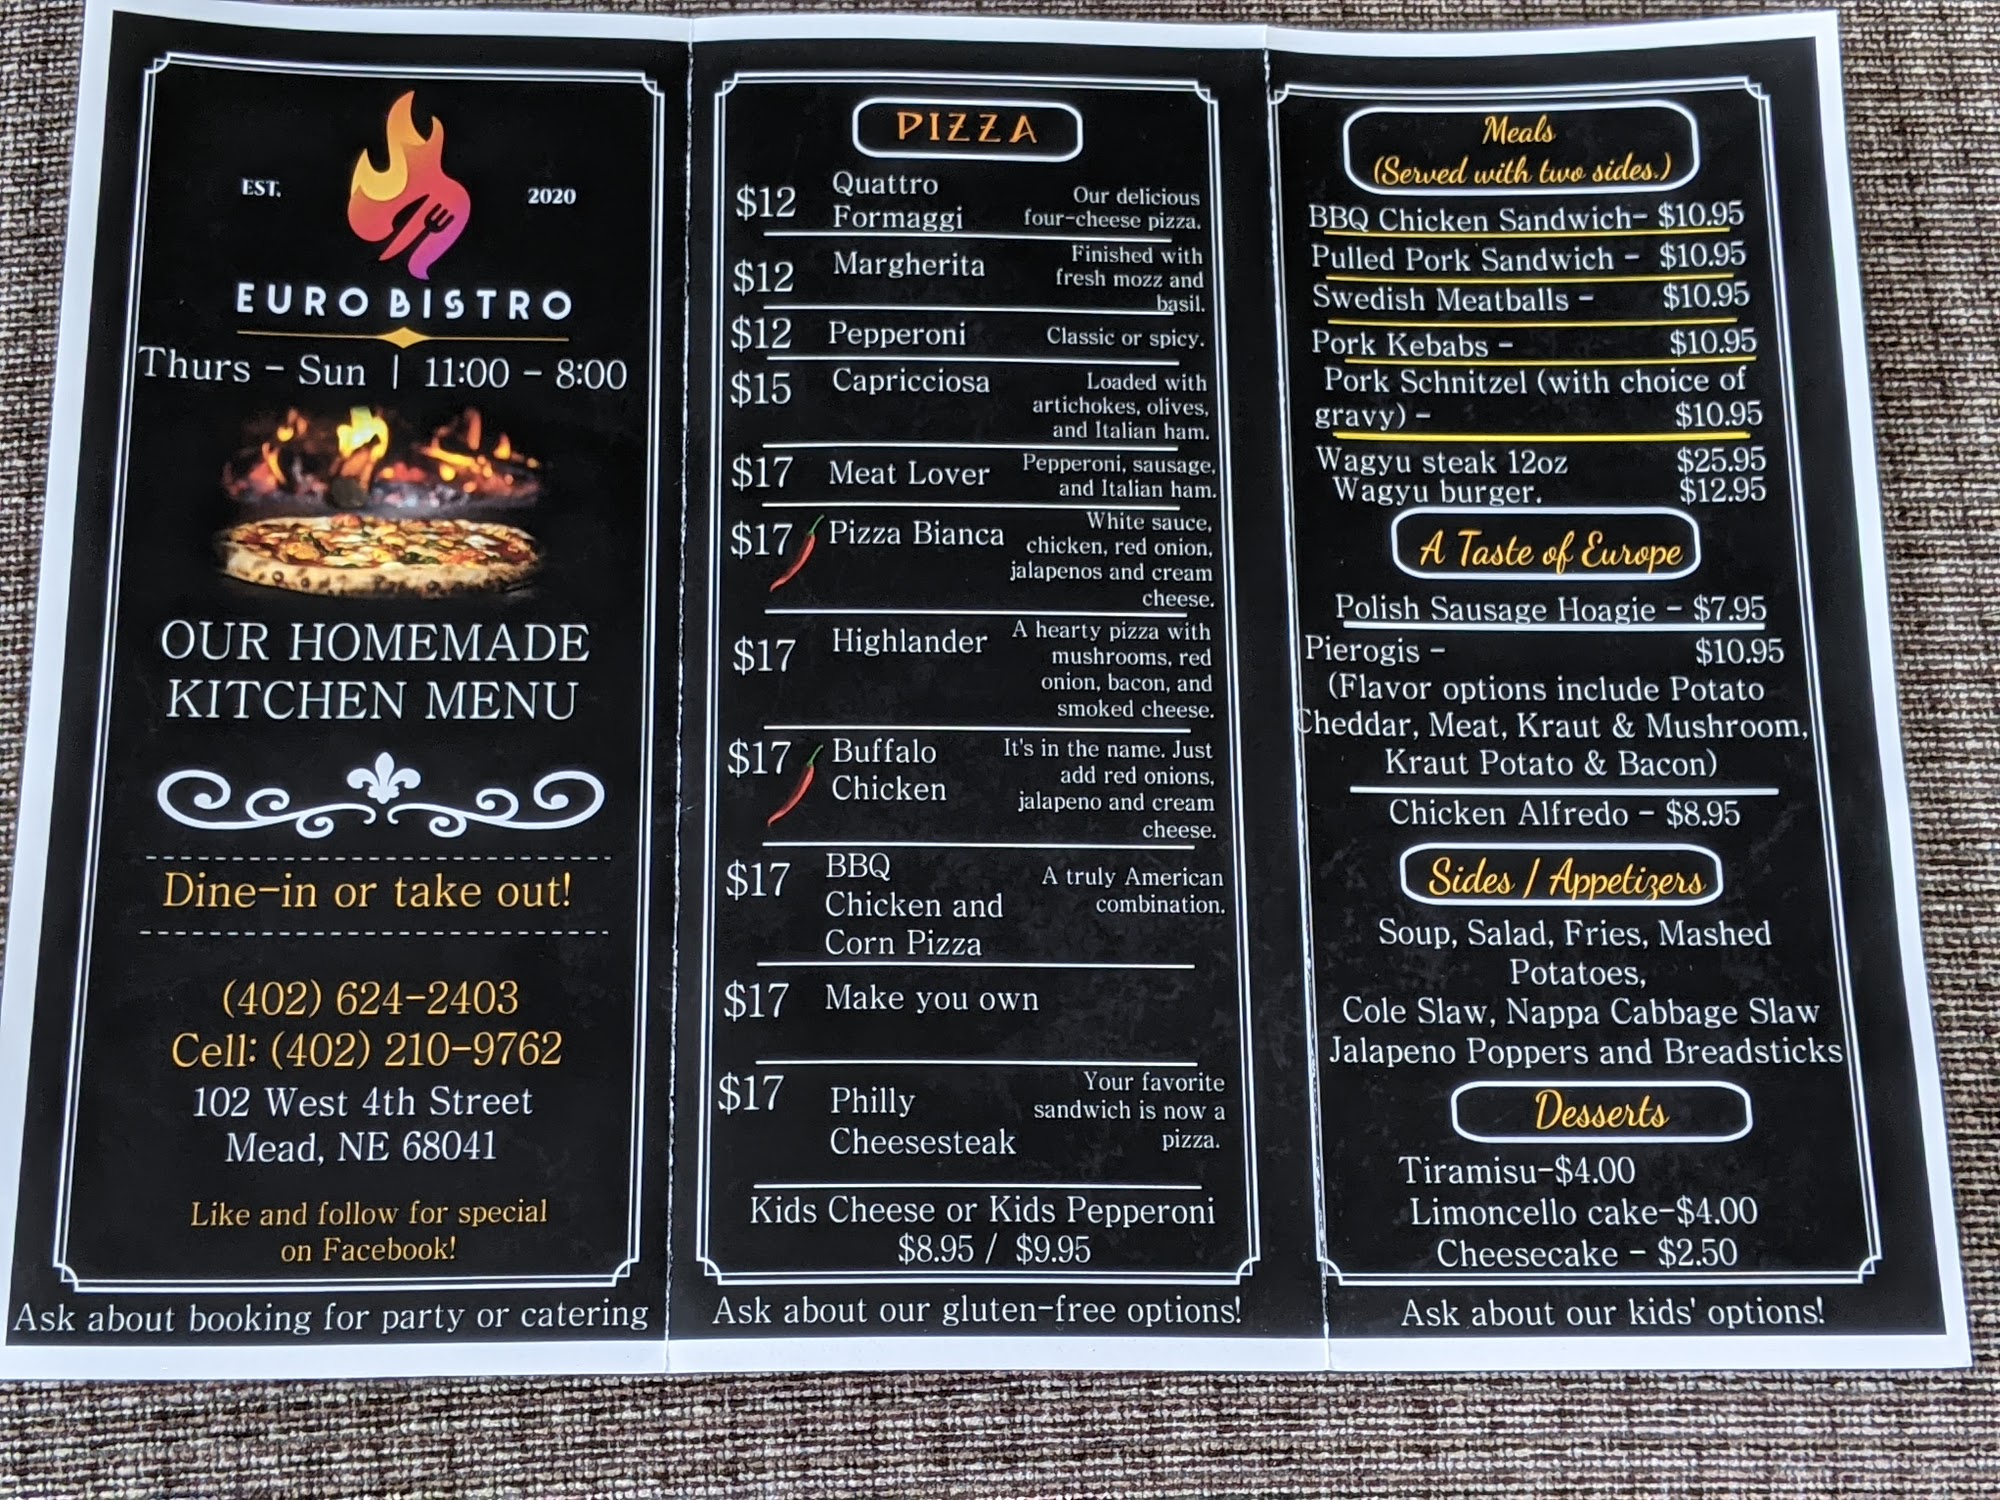 EST.
2020
EURO BISTRO
Thurs - Sun | 11:00 - 8:00
OUR HOMEMADE
KITCHEN MENU
Dine-in or take out!
(402) 624-2403
Cell: (402) 210-9762
102 West 4th Street
Mead, NE 68041
Like and follow for special
on Facebook!
Ask about booking for party or catering
PIZZA
$12 Quattro Formaggi
Our delicious
four-cheese pizza.
$12 Margherita
Finished with
fresh mozz and
basil.
$12 Pepperoni
Classic or spicy.
$15 Capricciosa
Loaded with
artichokes, olives,
and Italian ham.
$17 Meat Lover
Pepperoni, sausage,
and Italian ham.
$17 Pizza Bianca
White sauce,
chicken, red onion,
jalapenos and cream
cheese.
$17 Highlander
A hearty pizza with
mushrooms, red
onion, bacon, and
smoked cheese.
$17 Buffalo
Chicken
It's in the name. Just
add red onions,
jalapeno and cream
cheese.
$17 BBQ
Chicken and
Corn Pizza
A truly American
combination.
$17 Make you own
$17 Philly
Cheesesteak
Your favorite
sandwich is now a
pizza.
Kids Cheese or Kids Pepperoni
$8.95 / $9.95
Ask about our gluten-free options!
Meals
(Served with two sides.)
BBQ Chicken Sandwich- $10.95
Pulled Pork Sandwich - $10.95
Swedish Meatballs - $10.95
Pork Kebabs - $10.95
Pork Schnitzel (with choice of
gravy) - $10.95
Wagyu steak 12oz $25.95
Wagyu burger. $12.95
A Taste of Europe
Polish Sausage Hoagie - $7.95
Pierogis - $10.95
(Flavor options include Potato
Cheddar, Meat, Kraut & Mushroom,
Kraut Potato & Bacon)
Chicken Alfredo - $8.95
Sides / Appetizers
Soup, Salad, Fries, Mashed
Potatoes,
Cole Slaw, Nappa Cabbage Slaw
Jalapeno Poppers and Breadsticks
Desserts
Tiramisu-$4.00
Limoncello cake-$4.00
Cheesecake - $2.50
Ask about our kids' options!